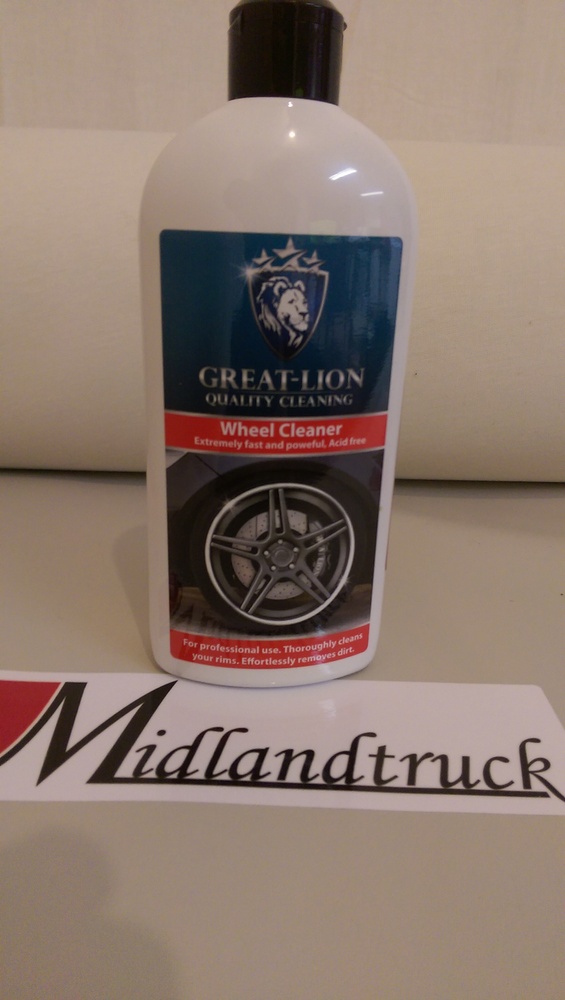 GREAT-LION
QUALITY CLEANING
Wheel Cleaner
Extremely fast and poweful, Acid free
For professional use. Thoroughly cleans
your rims. Effortlessly removes dirt.
Midlandtruck